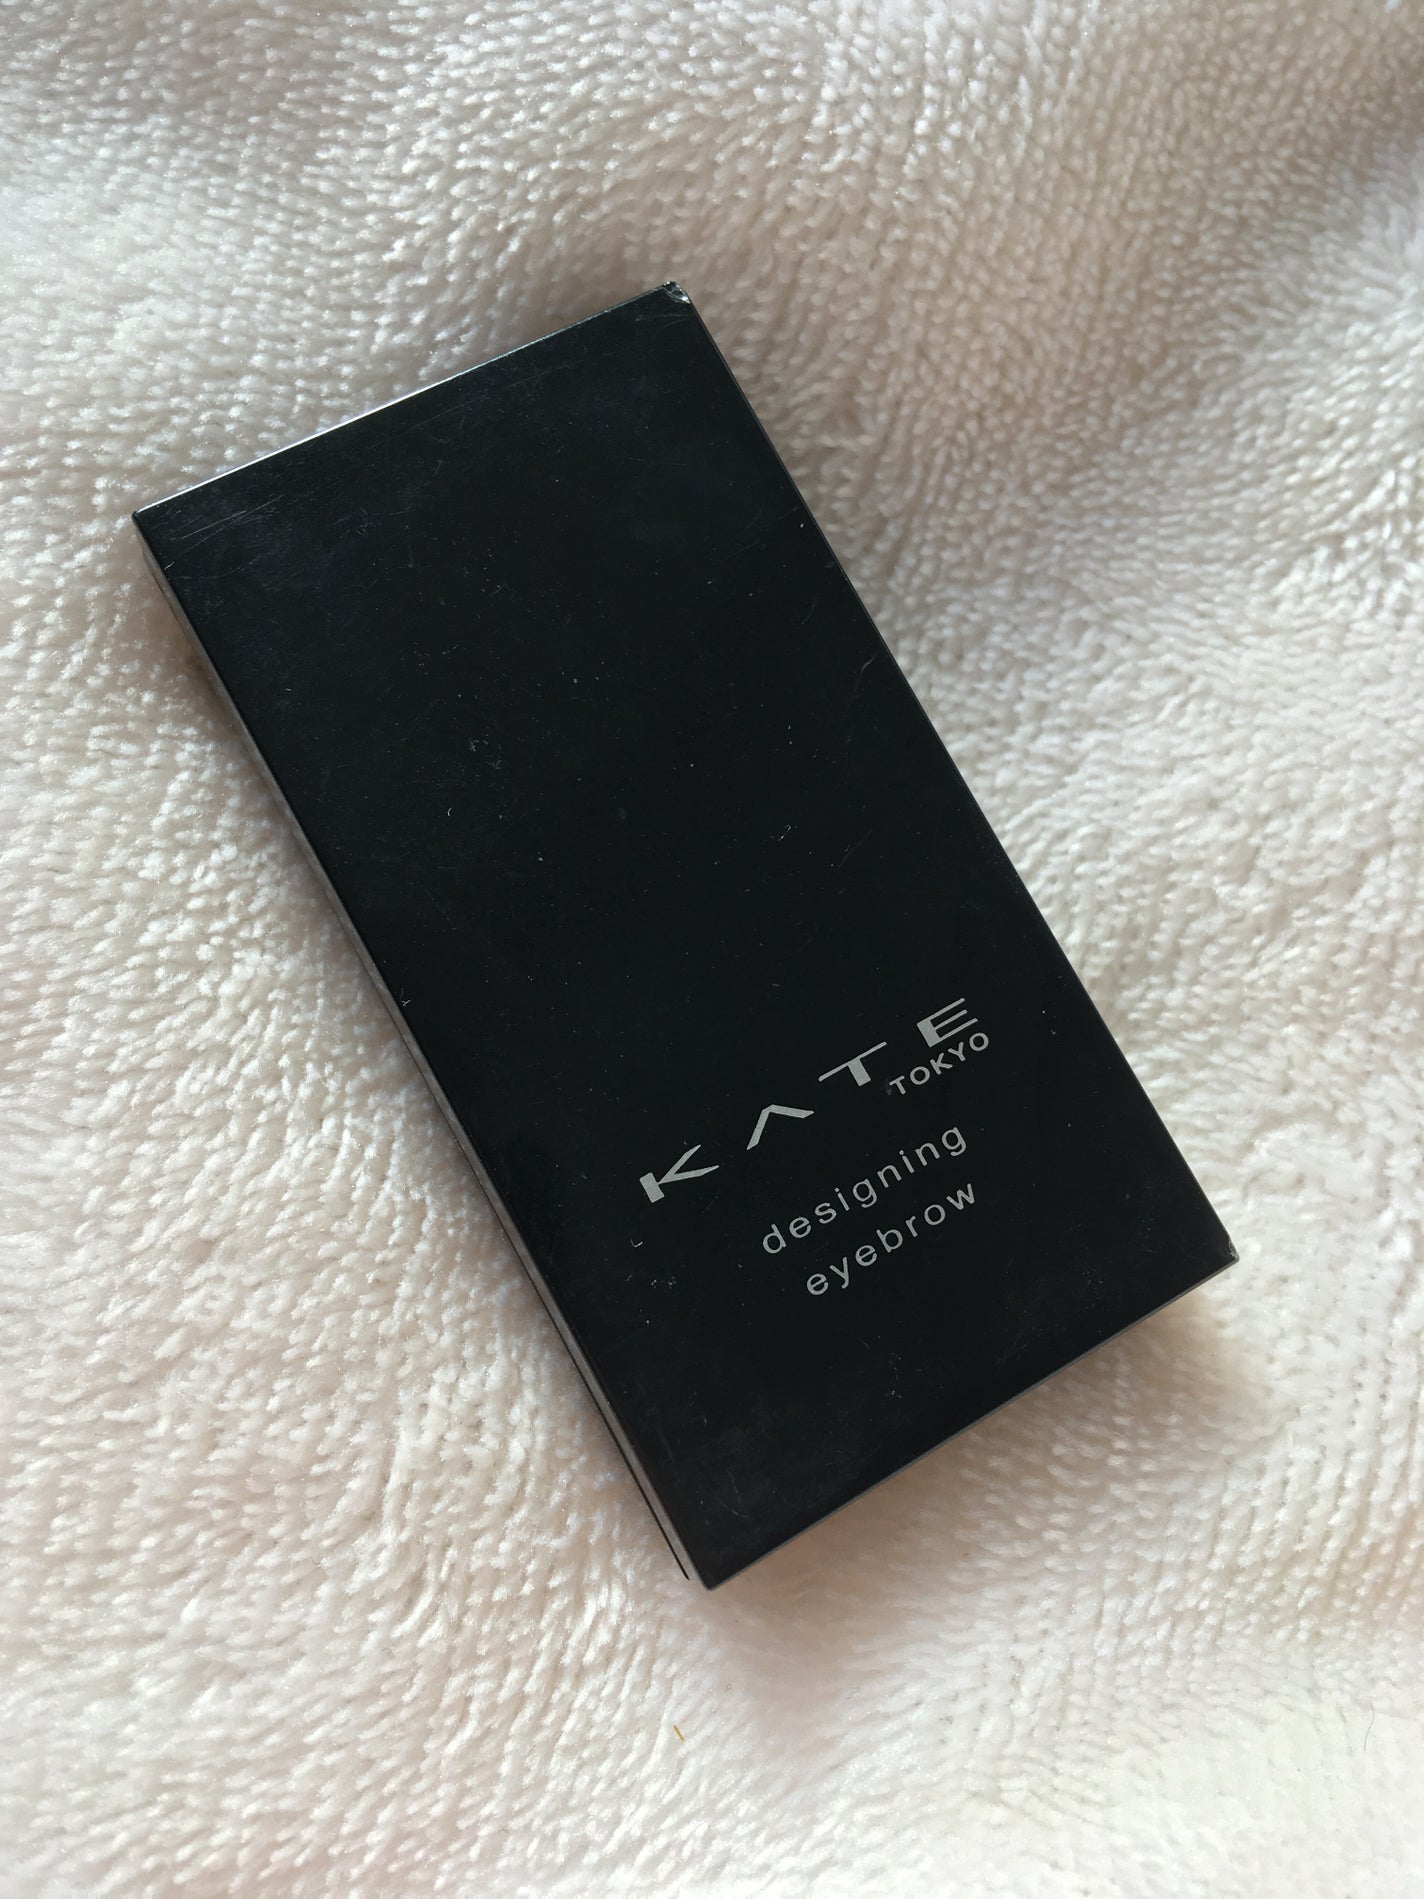 KATE
TOKYO
designing
eyebrow